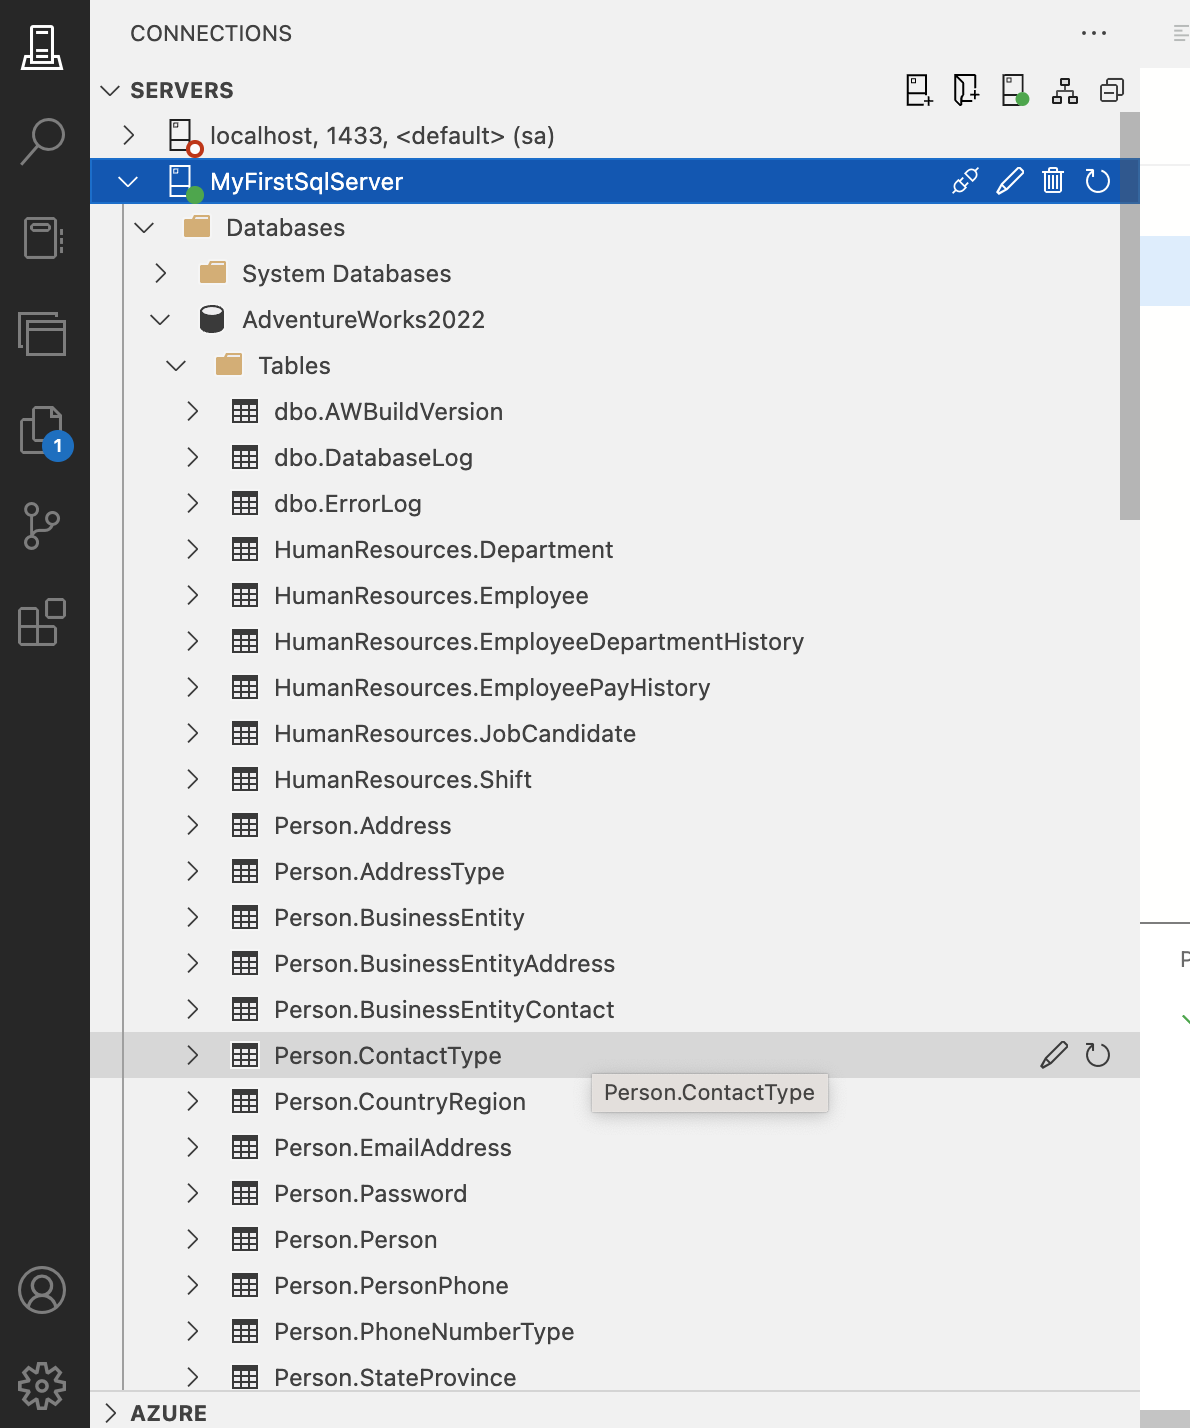 CONNECTIONS
SERVERS
localhost, 1433, <default> (sa)
MyFirstSqlServer
Databases
System Databases
AdventureWorks2022
Tables
dbo.AWBuildVersion
dbo.DatabaseLog
1
dbo.ErrorLog
HumanResources.Department
HumanResources.Employee
HumanResources.EmployeeDepartmentHistory
HumanResources.EmployeePayHistory
HumanResources.JobCandidate
HumanResources.Shift
Person.Address
Person.AddressType
Person.BusinessEntity
Person.BusinessEntityAddress
Person.BusinessEntityContact
Person.ContactType
Person.ContactType
Person.CountryRegion
Person.EmailAddress
Person.Password
Person.Person
Person.PersonPhone
Person.PhoneNumberType
Person.StateProvince
AZURE